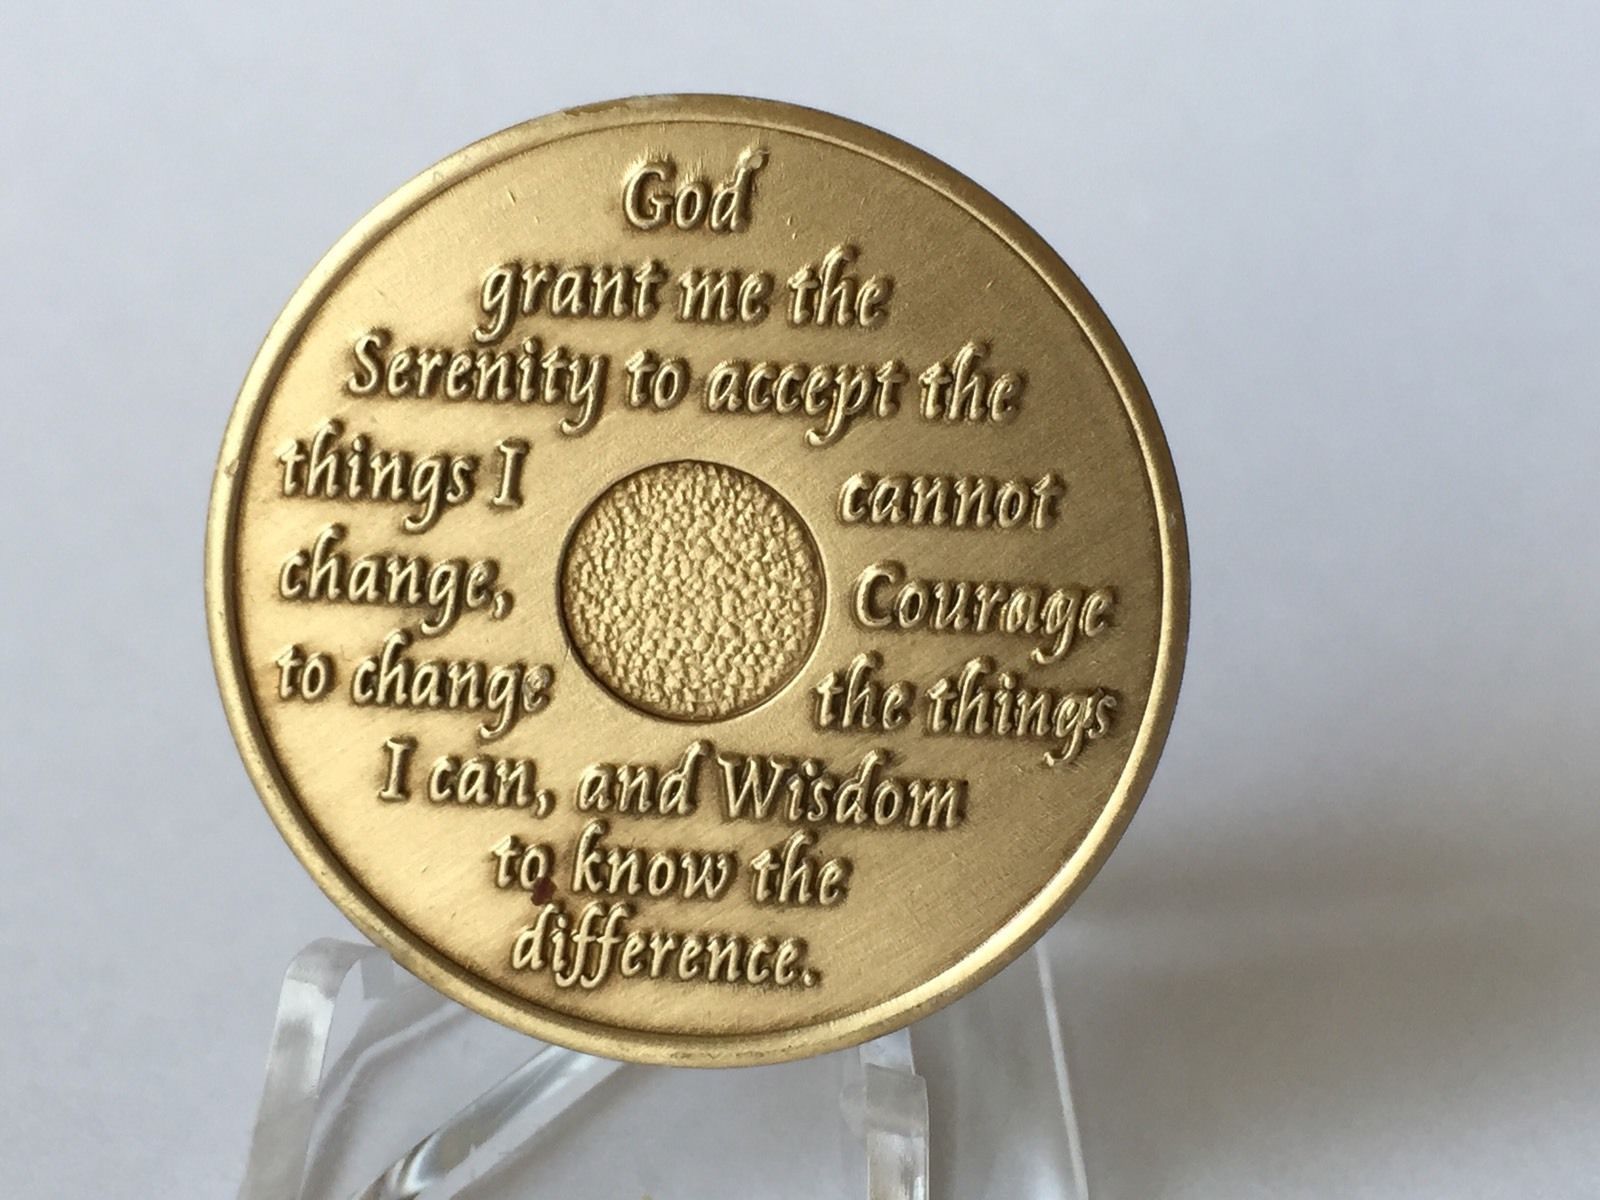 God
grant me the
Serenity to accept the
things I cannot
change, Courage
to change the things
I can, and Wisdom
to know the
difference.